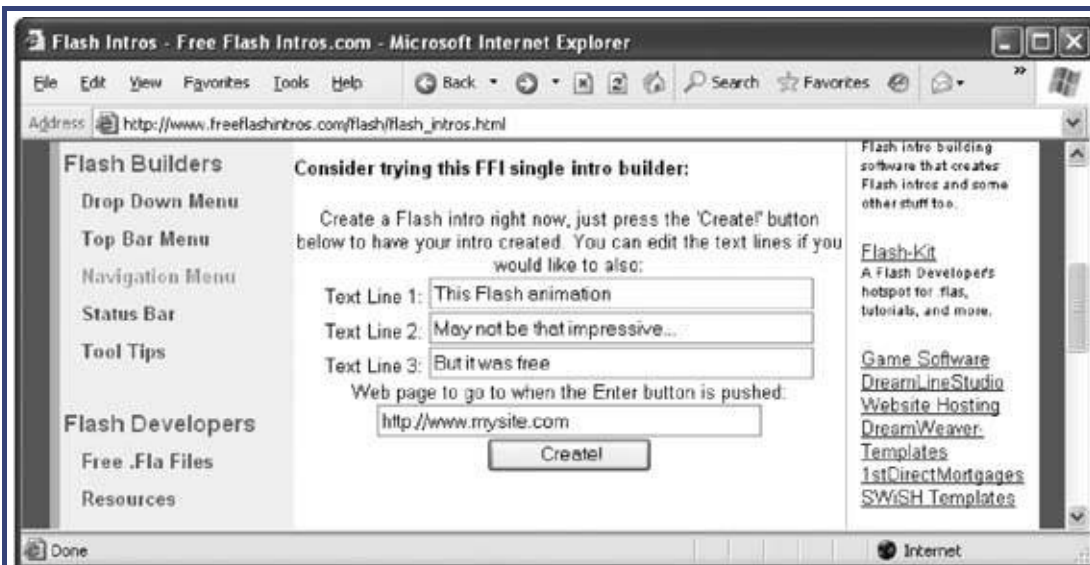 Flash Intros - Free Flash Intros.com - Microsoft Internet Explorer
File Edit View Favorites Tools Help Back Search Favorites »
Address http://www.freeflashintros.com/flash/flash_intros.html
Flash Builders
Drop Down Menu
Top Bar Menu
Navigation Menu
Status Bar
Tool Tips
Flash Developers
Free .Fla Files
Resources
Consider trying this FFI single intro builder:
Create a Flash intro right now, just press the 'Create!' button
below to have your intro created. You can edit the text lines if you
would like to also:
Text Line 1: This Flash animation
Text Line 2: May not be that impressive...
Text Line 3: But it was free
Web page to go to when the Enter button is pushed:
http://www.mysite.com
Create!
Flash intro building
software that creates
Flash intros and some
other stuff too.
Flash-Kit
A Flash Developer's
hotspot for .flas,
tutorials, and more.
Game Software
DreamLineStudio
Website Hosting
DreamWeaver-
Templates
1stDirectMortgages
SWiSH Templates
Done Internet